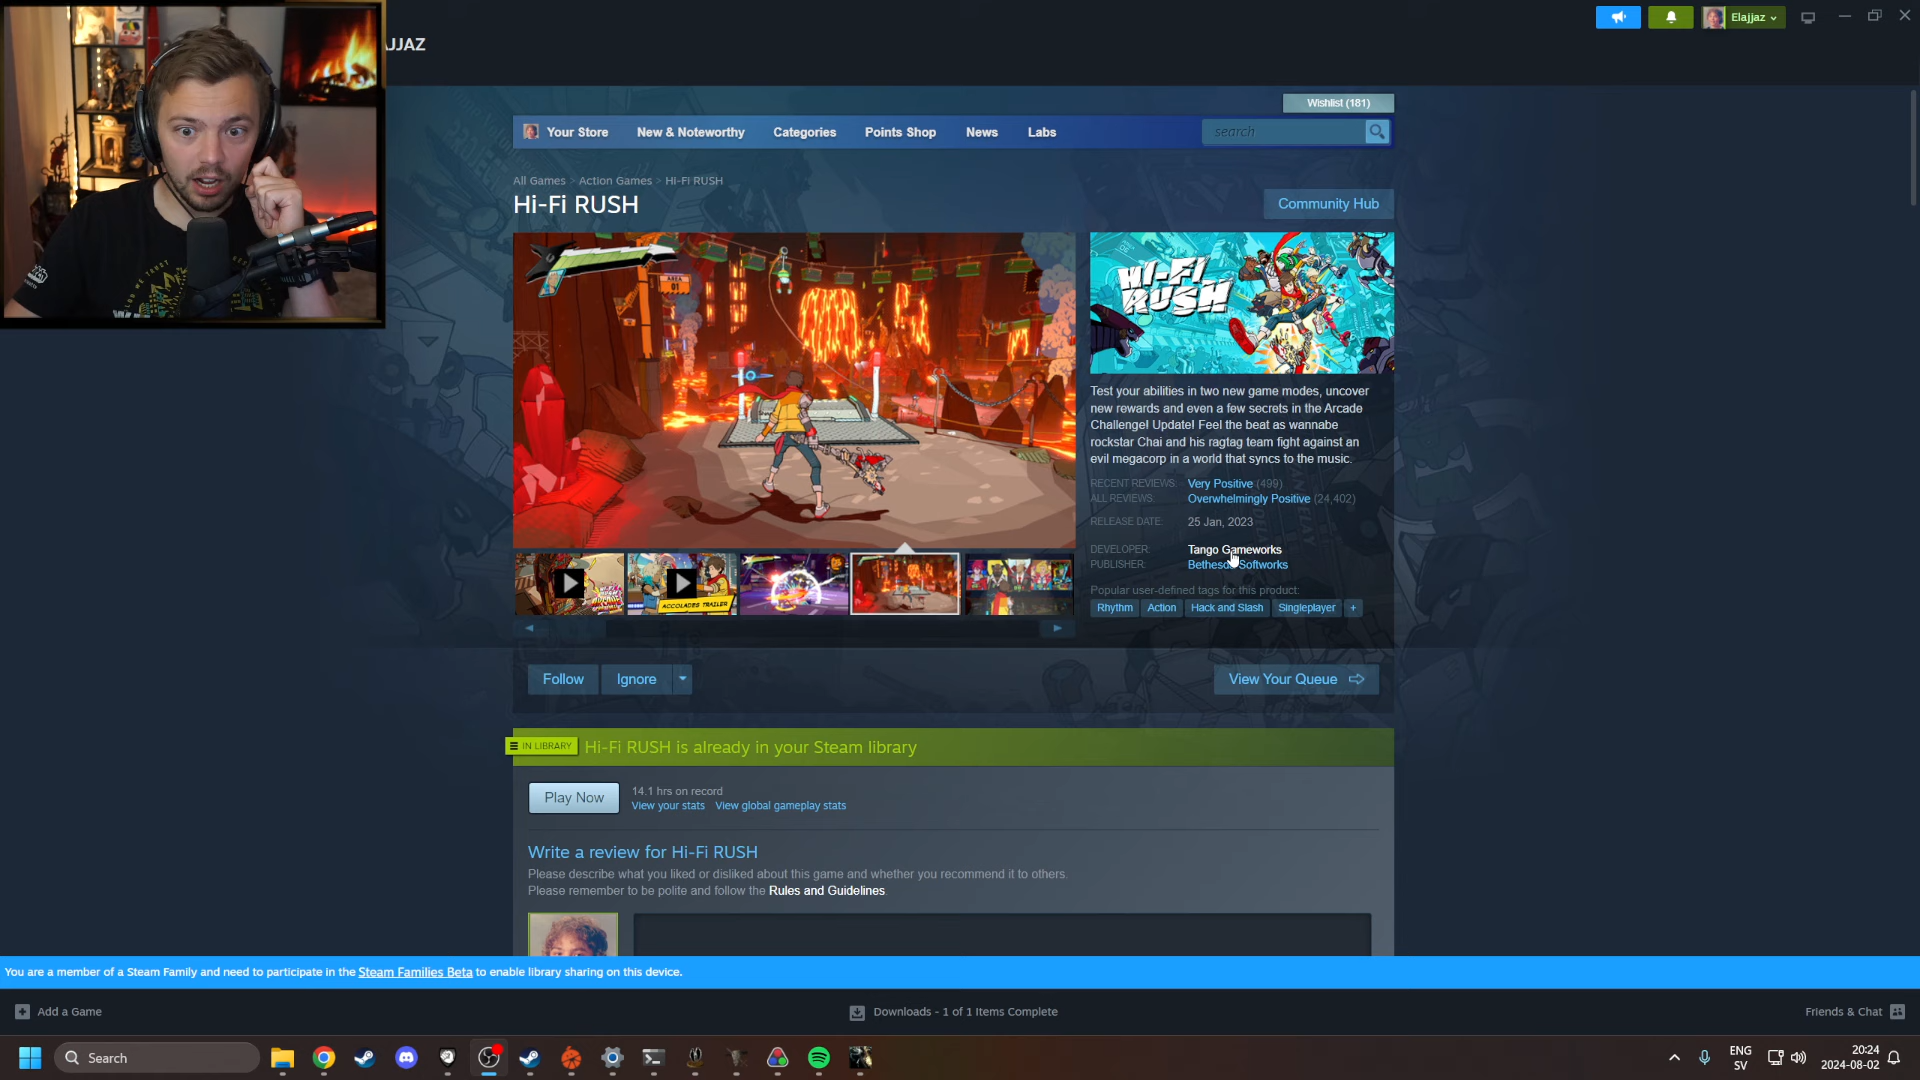 JJAZ
Elajjaz
Wishlist (181)
Your Store
New & Noteworthy
Categories
Points Shop
News
Labs
search
All Games > Action Games > Hi-Fi RUSH
Hi-Fi RUSH
Community Hub
AREA
01
HI-FI
RUSH
Test your abilities in two new game modes, uncover
new rewards and even a few secrets in the Arcade
Challenge! Update! Feel the beat as wannabe
rockstar Chai and his ragtag team fight against an
evil megacorp in a world that syncs to the music.
RECENT REVIEWS: Very Positive (499)
ALL REVIEWS: Overwhelmingly Positive (24,402)
RELEASE DATE: 25 Jan, 2023
DEVELOPER: Tango Gameworks
PUBLISHER: Bethesda Softworks
Popular user-defined tags for this product:
Rhythm Action Hack and Slash Singleplayer +
ACCOLADES TRAILER
Follow
Ignore
View Your Queue
IN LIBRARY
Hi-Fi RUSH is already in your Steam library
Play Now
14.1 hrs on record
View your stats View global gameplay stats
Write a review for Hi-Fi RUSH
Please describe what you liked or disliked about this game and whether you recommend it to others.
Please remember to be polite and follow the Rules and Guidelines.
You are a member of a Steam Family and need to participate in the Steam Families Beta to enable library sharing on this device.
Add a Game
Downloads - 1 of 1 Items Complete
Friends & Chat
Search
ENG
SV
20:24
2024-08-02